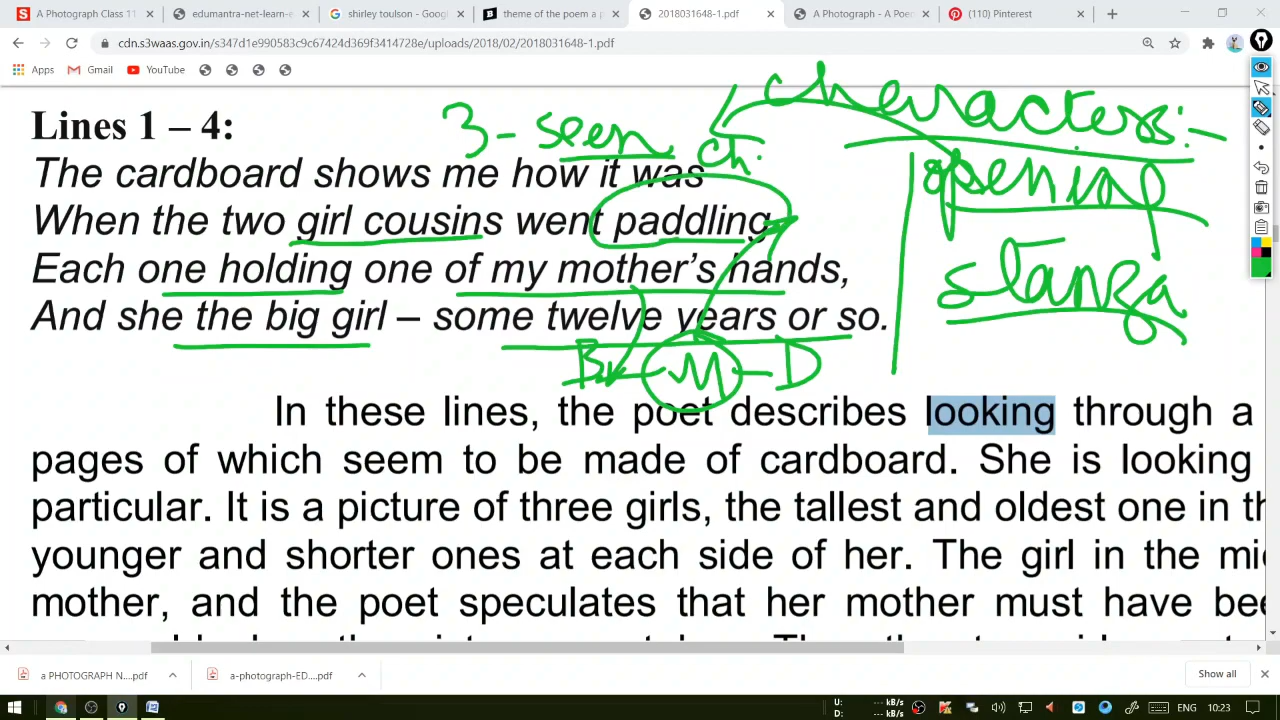 A Photograph Class 11
edumantra-net-learn-e
shirley toulson - Goog
theme of the poem a p
2018031648-1.pdf
A Photograph - A Poe
(110) Pinterest
cdn.s3waas.gov.in/s347d1e990583c9c67424d369f3414728e/uploads/2018/02/2018031648-1.pdf
Apps Gmail YouTube
characters:-
Lines 1 – 4: 3 - seen ch. opening
The cardboard shows me how it was
When the two girl cousins went paddling
Each one holding one of my mother's hands, stanza
And she the big girl – some twelve years or so.
B - M - D
In these lines, the poet describes looking through a
pages of which seem to be made of cardboard. She is looking
particular. It is a picture of three girls, the tallest and oldest one in th
younger and shorter ones at each side of her. The girl in the mi
mother, and the poet speculates that her mother must have bee
a PHOTOGRAPH N....pdf a-photograph-ED....pdf Show all
U: --- kB/s
D: --- kB/s
ENG 10:23